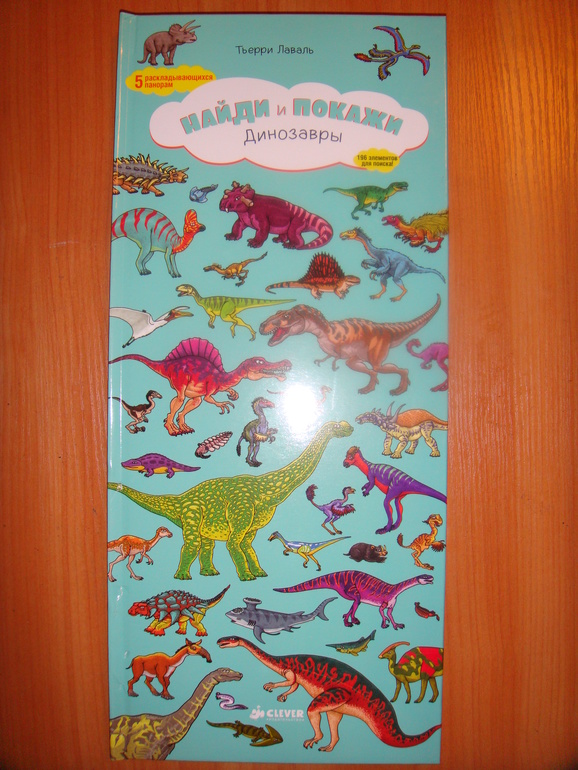 Тьерри Лаваль
5 раскладывающихся
панорам
НАЙДИ и ПОКАЖИ
Динозавры
196 элементов
для поиска!
CLEVER